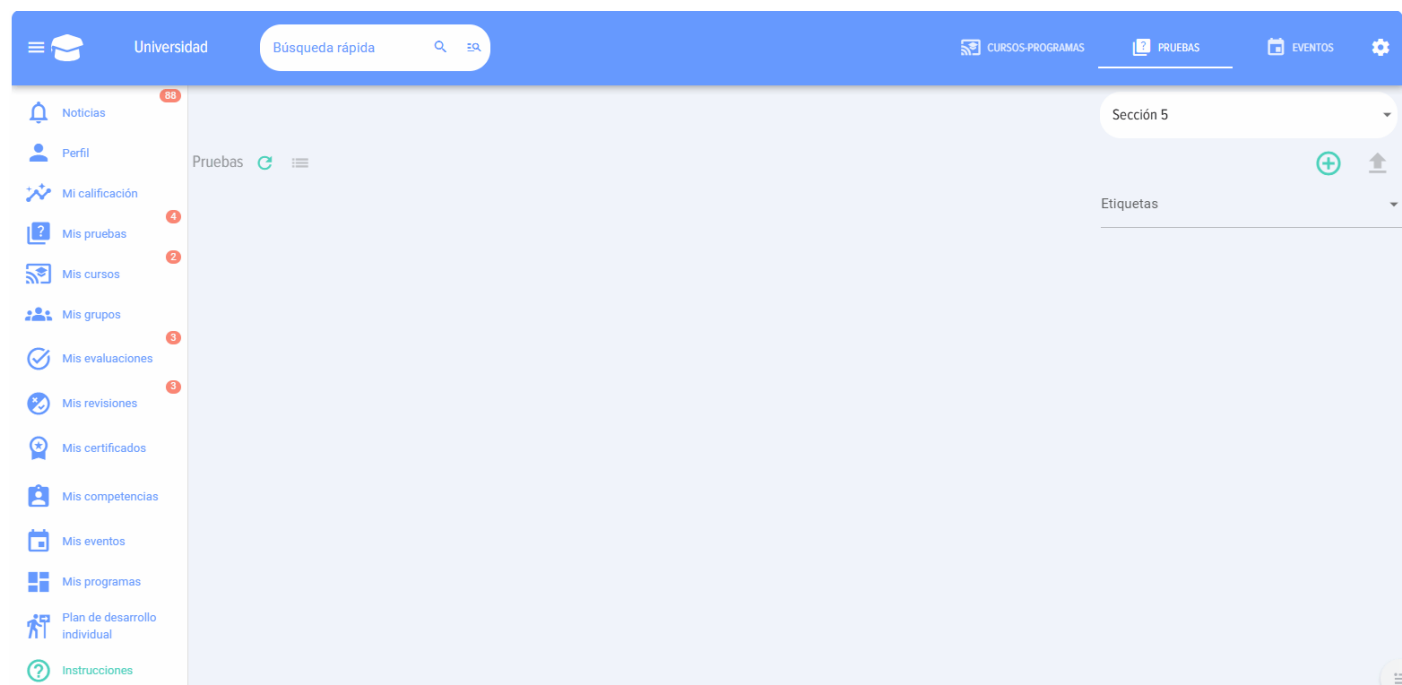 Universidad
Búsqueda rápida
CURSOS-PROGRAMAS
PRUEBAS
EVENTOS
88
Noticias
Sección 5
Perfil
Pruebas
Mi calificación
Etiquetas
4
Mis pruebas
2
Mis cursos
Mis grupos
3
Mis evaluaciones
3
Mis revisiones
Mis certificados
Mis competencias
Mis eventos
Mis programas
Plan de desarrollo
individual
Instrucciones